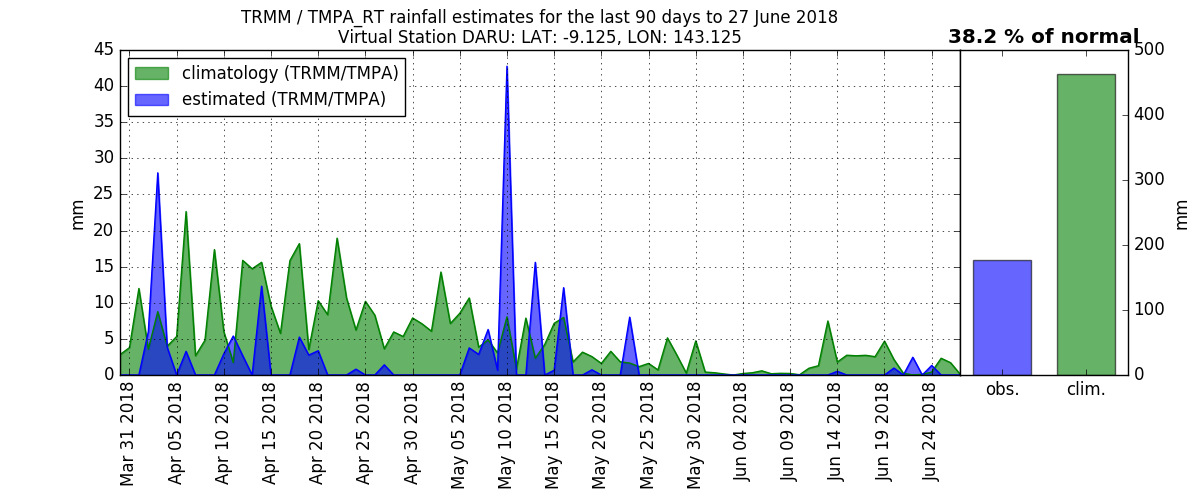 TRMM / TMPA_RT rainfall estimates for the last 90 days to 27 June 2018
Virtual Station DARU: LAT: -9.125, LON: 143.125
38.2 % of normal
climatology (TRMM/TMPA)
estimated (TRMM/TMPA)
mm
45
40
35
30
25
20
15
10
5
0
Mar 31 2018
Apr 05 2018
Apr 10 2018
Apr 15 2018
Apr 20 2018
Apr 25 2018
Apr 30 2018
May 05 2018
May 10 2018
May 15 2018
May 20 2018
May 25 2018
May 30 2018
Jun 04 2018
Jun 09 2018
Jun 14 2018
Jun 19 2018
Jun 24 2018
obs.
clim.
500
400
300
200
100
0
mm